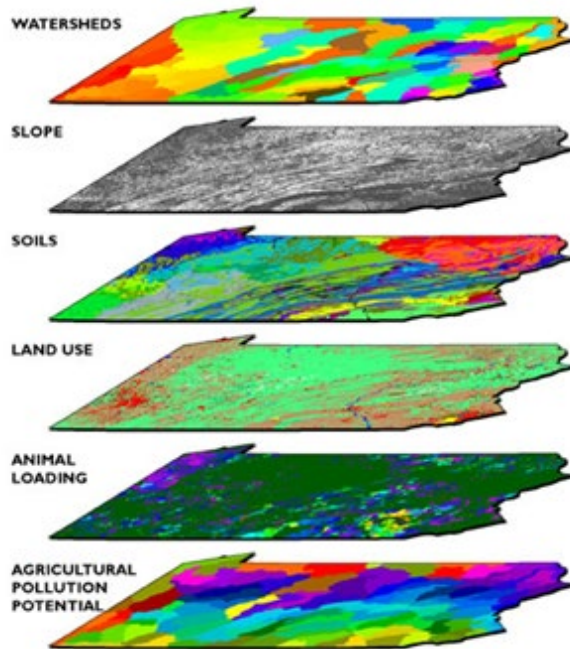 WATERSHEDS
SLOPE
SOILS
LAND USE
ANIMAL
LOADING
AGRICULTURAL
POLLUTION
POTENTIAL